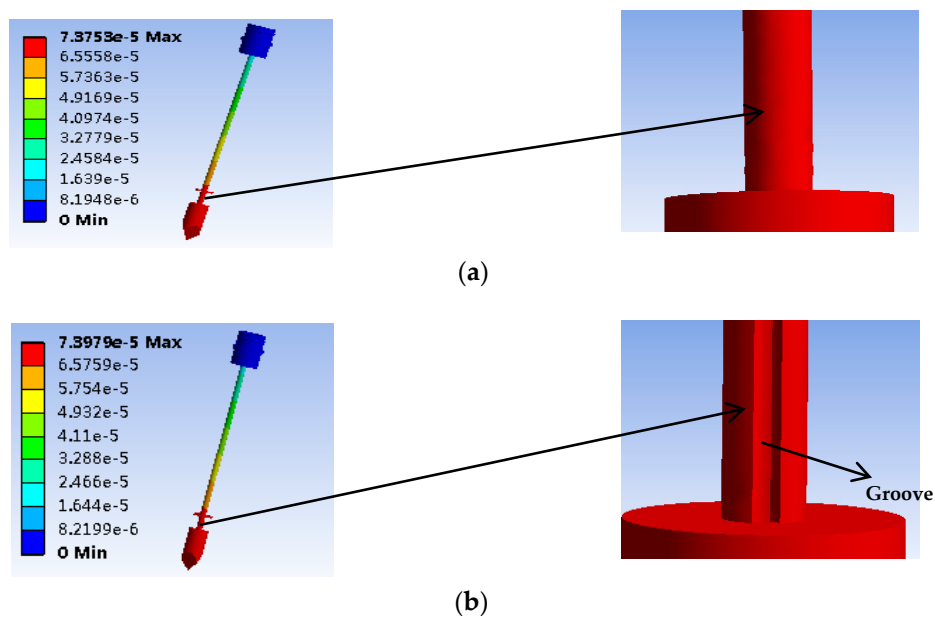 7.3753e-5 Max
6.5558e-5
5.7363e-5
4.9169e-5
4.0974e-5
3.2779e-5
2.4584e-5
1.639e-5
8.1948e-6
0 Min
(a)
7.3979e-5 Max
6.5759e-5
5.754e-5
4.932e-5
4.11e-5
3.288e-5
2.466e-5
1.644e-5
8.2199e-6
0 Min
Groove
(b)